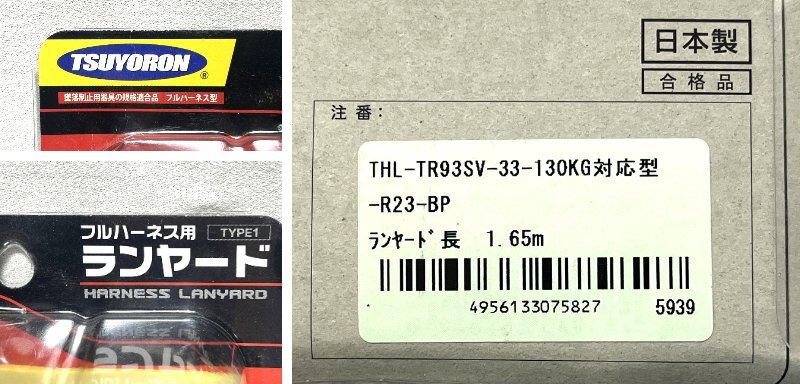 TSUYORON
®
墜落制止用器具の規格適合品 フルハーネス型
フルハーネス用 TYPE1
ランヤード
HARNESS LANYARD
日本製
合格品
注番:
THL-TR93SV-33-130KG対応型
-R23-BP
ﾗﾝﾔｰﾄﾞ長 1.65m
4956133075827 5939